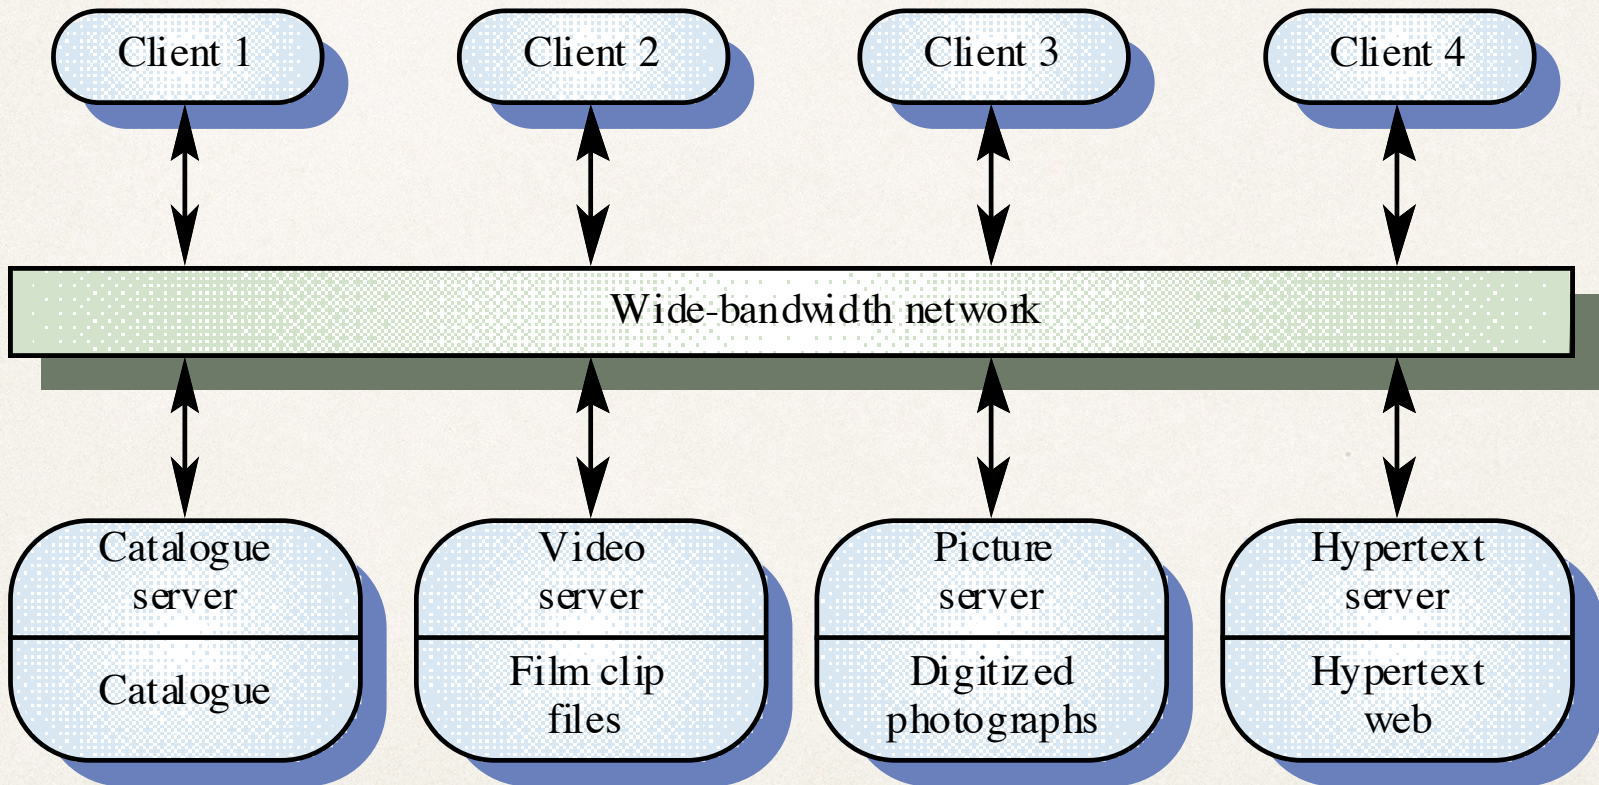 Client 1
Client 2
Client 3
Client 4
Wide-bandwidth network
Catalogue
server
Catalogue
Video
server
Film clip
files
Picture
server
Digitized
photographs
Hypertext
server
Hypertext
web